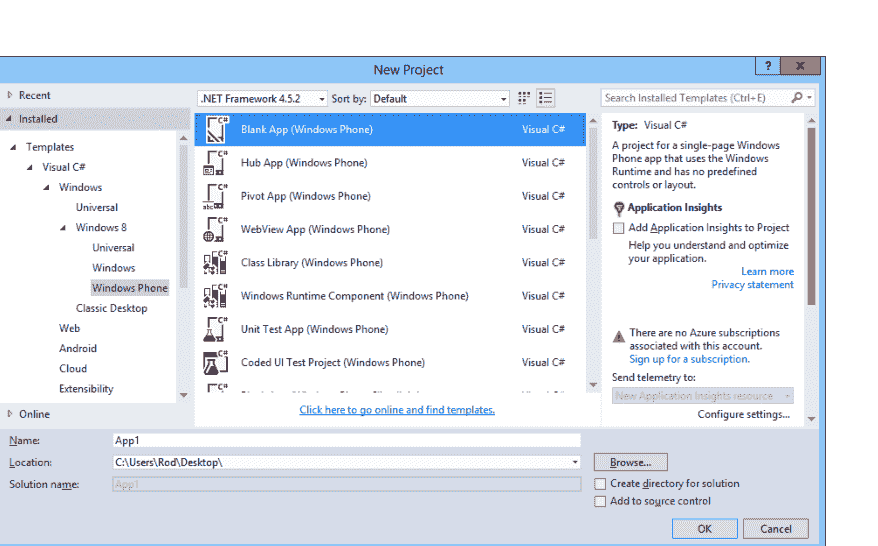 New Project
?
x
Recent
.NET Framework 4.5.2
Sort by:
Default
Search Installed Templates (Ctrl+E)
Installed
Templates
Visual C#
Windows
Universal
Windows 8
Universal
Windows
Windows Phone
Classic Desktop
Web
Android
Cloud
Extensibility
Online
Blank App (Windows Phone) Visual C#
Hub App (Windows Phone) Visual C#
Pivot App (Windows Phone) Visual C#
WebView App (Windows Phone) Visual C#
Class Library (Windows Phone) Visual C#
Windows Runtime Component (Windows Phone) Visual C#
Unit Test App (Windows Phone) Visual C#
Coded UI Test Project (Windows Phone) Visual C#
Click here to go online and find templates.
Type: Visual C#
A project for a single-page Windows
Phone app that uses the Windows
Runtime and has no predefined
controls or layout.
Application Insights
Add Application Insights to Project
Help you understand and optimize
your application.
Learn more
Privacy statement
There are no Azure subscriptions
associated with this account.
Sign up for a subscription.
Send telemetry to:
New Application Insights resource
Configure settings...
Name: App1
Location: C:\Users\Rod\Desktop\
Browse...
Solution name: App1
Create directory for solution
Add to source control
OK
Cancel